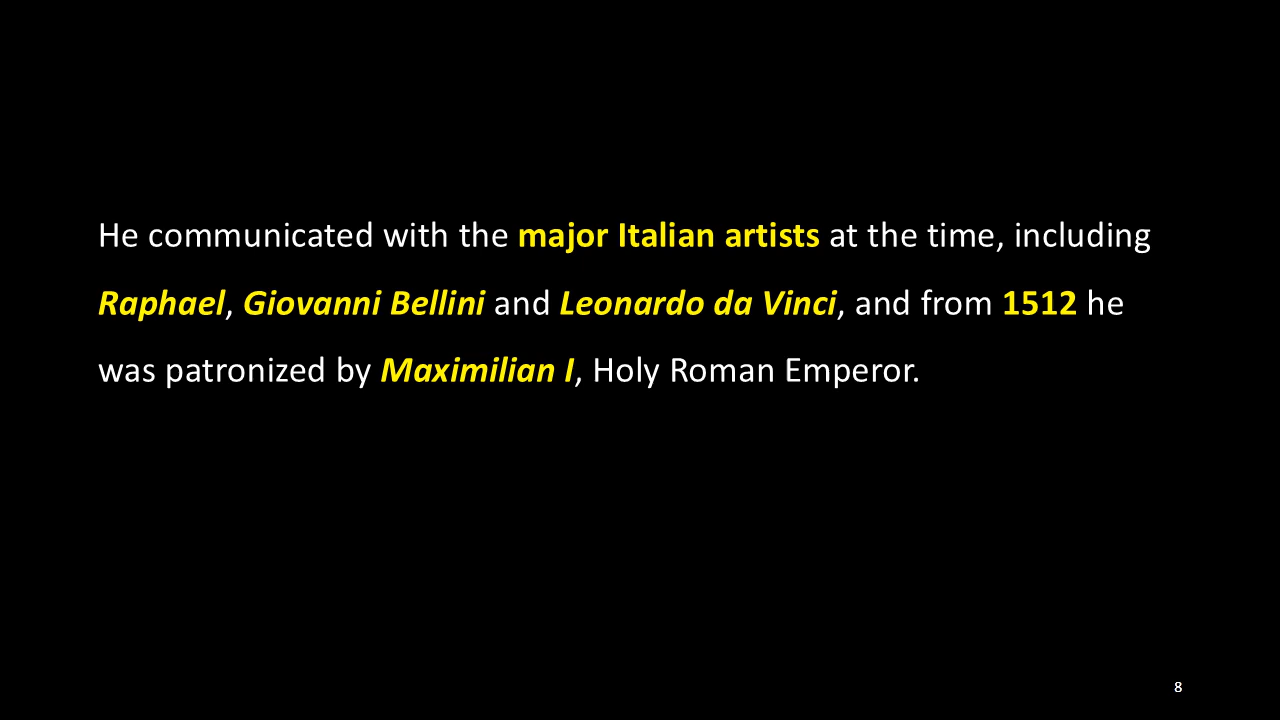 He communicated with the major Italian artists at the time, including
Raphael, Giovanni Bellini and Leonardo da Vinci, and from 1512 he
was patronized by Maximilian I, Holy Roman Emperor.
8